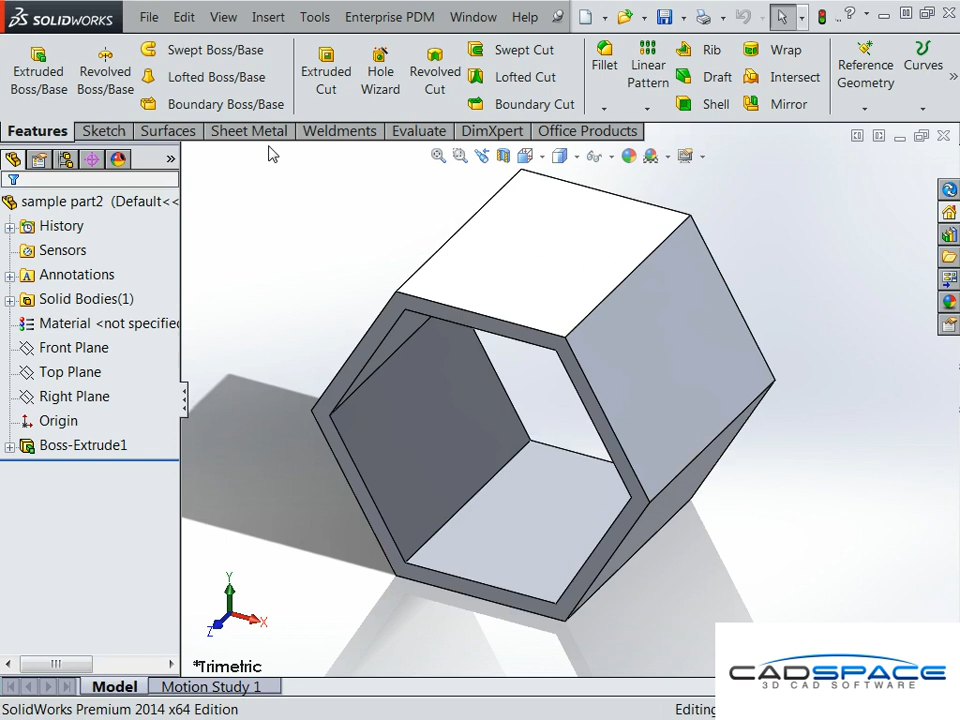 SOLIDWORKS File Edit View Insert Tools Enterprise PDM Window Help
Extruded Boss/Base
Revolved Boss/Base
Swept Boss/Base
Lofted Boss/Base
Boundary Boss/Base
Extruded Cut
Hole Wizard
Revolved Cut
Swept Cut
Lofted Cut
Boundary Cut
Fillet
Linear Pattern
Rib
Draft
Shell
Wrap
Intersect
Mirror
Reference Geometry
Curves
Features Sketch Surfaces Sheet Metal Weldments Evaluate DimXpert Office Products
sample part2 (Default<<
History
Sensors
Annotations
Solid Bodies(1)
Material <not specifie
Front Plane
Top Plane
Right Plane
Origin
Boss-Extrude1
Y
X
Z
*Trimetric
Model Motion Study 1
SolidWorks Premium 2014 x64 Edition
Editing
CADSPACE
3D CAD SOFTWARE